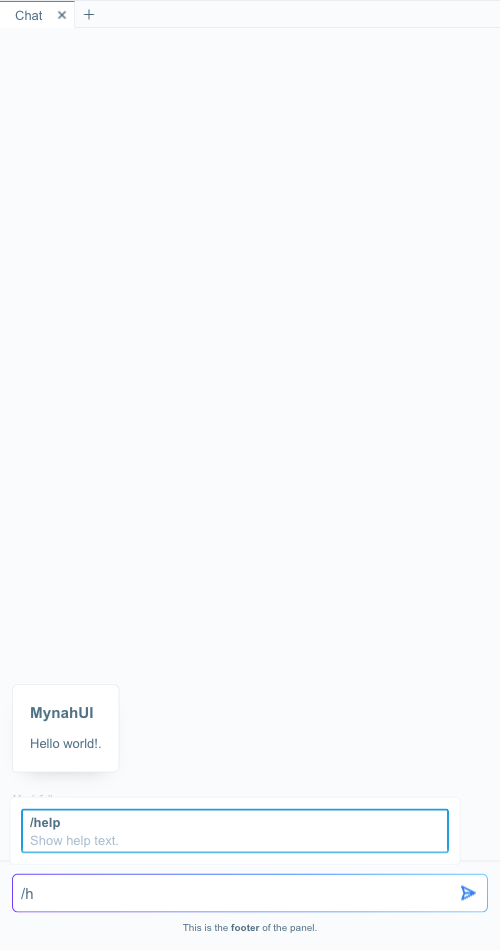 Chat
MynahUI
Hello world!.
/help
Show help text.
/h
This is the footer of the panel.